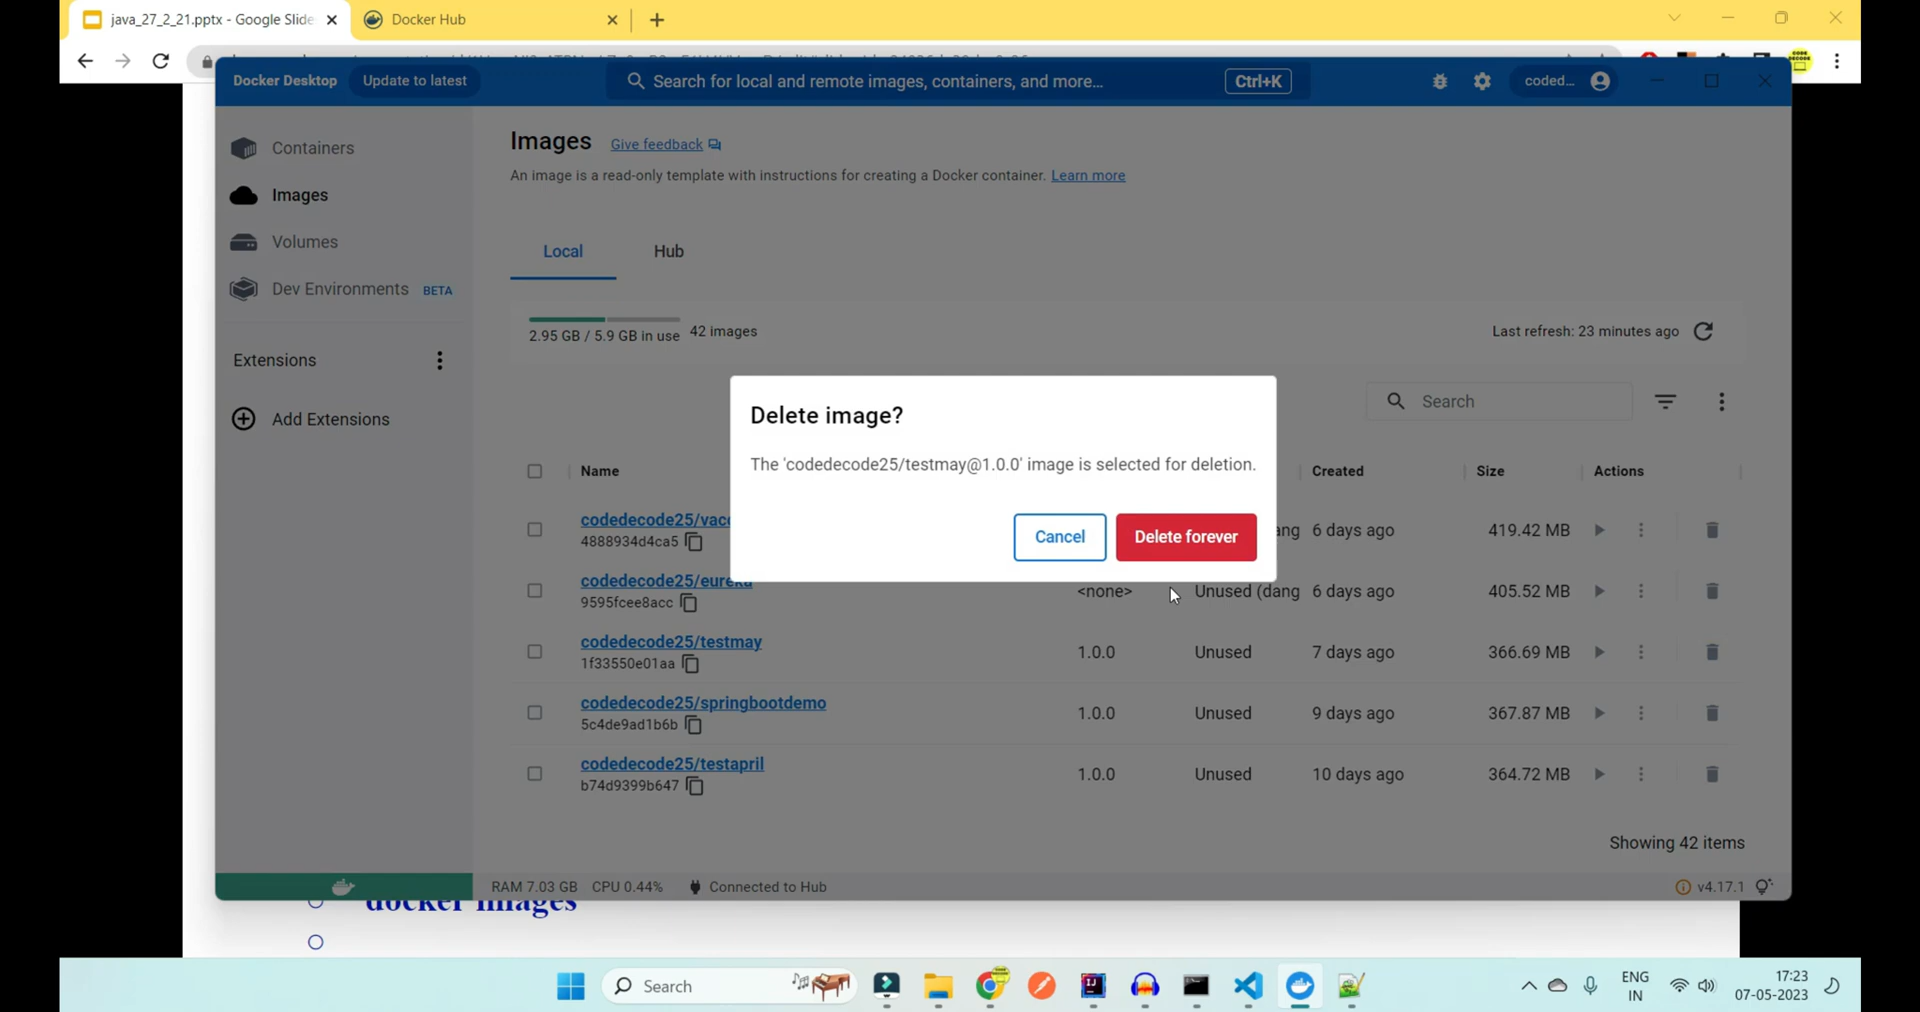 java_27_2_21.pptx - Google Slide
Docker Hub
Docker Desktop
Update to latest
Search for local and remote images, containers, and more...
Ctrl+K
coded...
Containers
Images
Volumes
Dev Environments BETA
Extensions
Add Extensions
Images
Give feedback
An image is a read-only template with instructions for creating a Docker container. Learn more
Local
Hub
2.95 GB / 5.9 GB in use
42 images
Last refresh: 23 minutes ago
Search
Delete image?
The 'codedecode25/testmay@1.0.0' image is selected for deletion.
Cancel
Delete forever
Name
Created
Size
Actions
codedecode25/vacc
4888934d4ca5
ang
6 days ago
419.42 MB
codedecode25/eureka
9595fcee8acc
<none>
Unused (dang
6 days ago
405.52 MB
codedecode25/testmay
1f33550e01aa
1.0.0
Unused
7 days ago
366.69 MB
codedecode25/springbootdemo
5c4de9ad1b6b
1.0.0
Unused
9 days ago
367.87 MB
codedecode25/testapril
b74d9399b647
1.0.0
Unused
10 days ago
364.72 MB
Showing 42 items
RAM 7.03 GB
CPU 0.44%
Connected to Hub
v4.17.1
docker images
Search
ENG
IN
17:23
07-05-2023